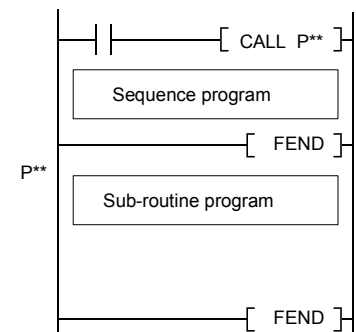 [ CALL P** ]
Sequence program
[ FEND ]
P**
Sub-routine program
[ FEND ]